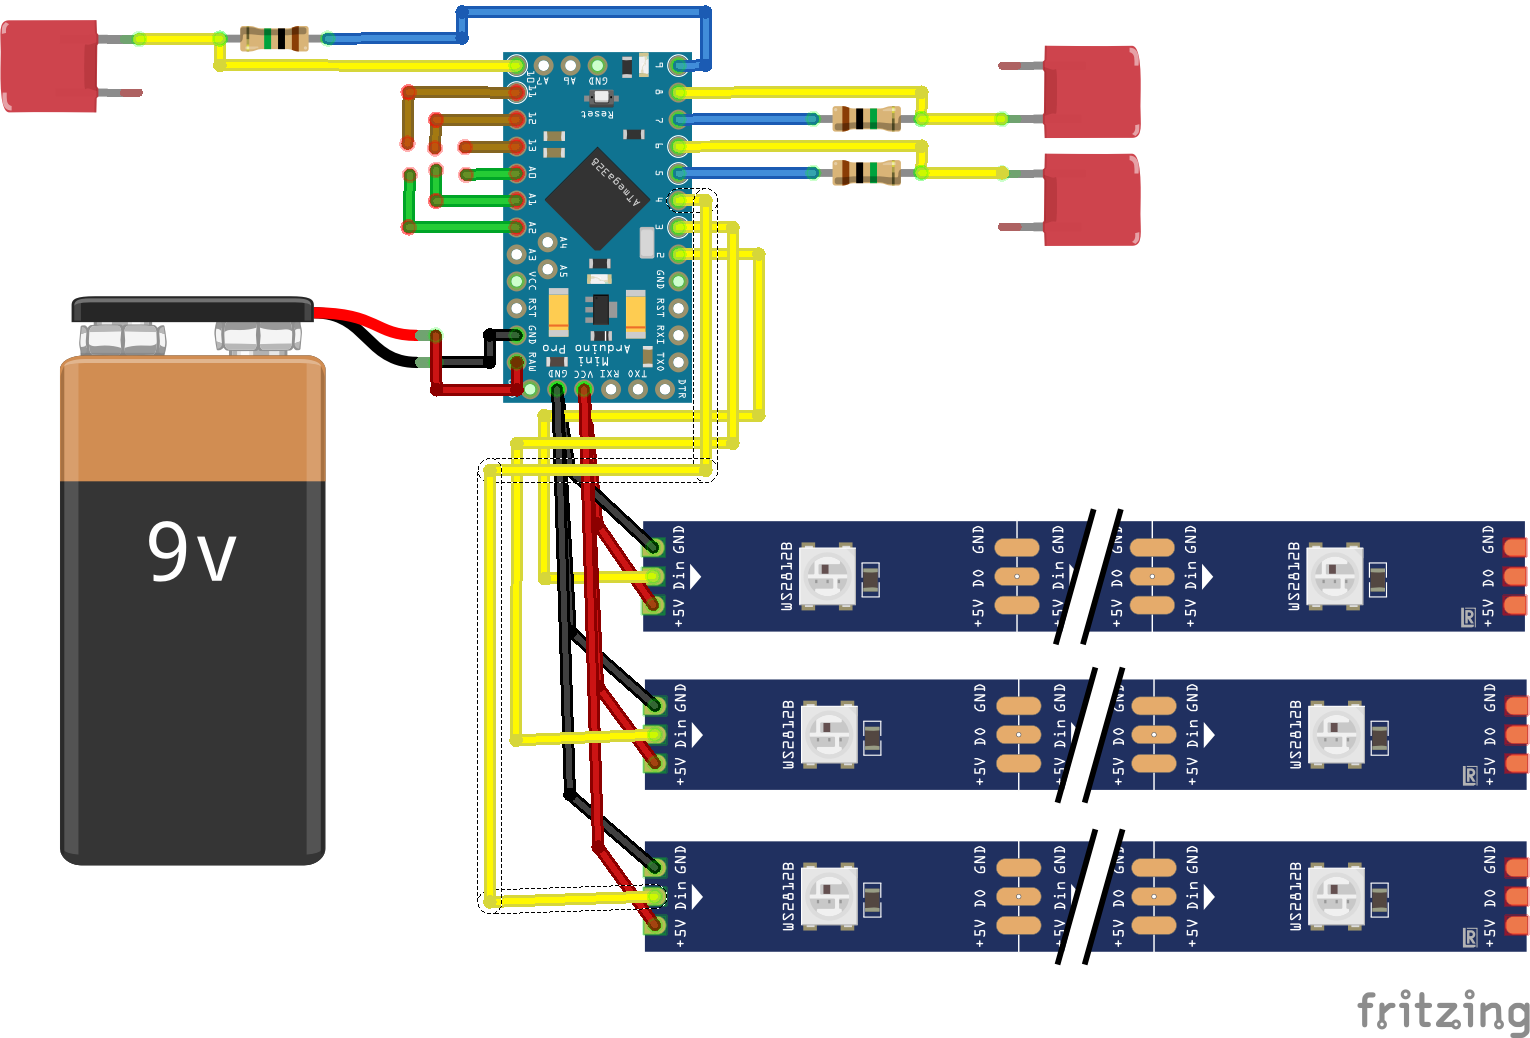 10
A7
A6
GND
9
11
8
12
Reset
7
13
6
A0
ATmega328
5
A1
4
A2
3
A4
A3
2
A5
VCC
GND
RST
RST
GND
RXI
Arduino
Pro
Mini
RAW
TXO
GND
VCC
RXI
TXO
DTR
9v
GND
Din
+5V
WS2812B
GND
DO
+5V
GND
Din
+5V
GND
DO
+5V
GND
Din
+5V
WS2812B
GND
DO
+5V
R
GND
Din
+5V
WS2812B
GND
DO
+5V
GND
Din
+5V
GND
DO
+5V
GND
Din
+5V
WS2812B
GND
DO
+5V
R
GND
Din
+5V
WS2812B
GND
DO
+5V
GND
Din
+5V
GND
DO
+5V
GND
Din
+5V
WS2812B
GND
DO
+5V
R
fritzing